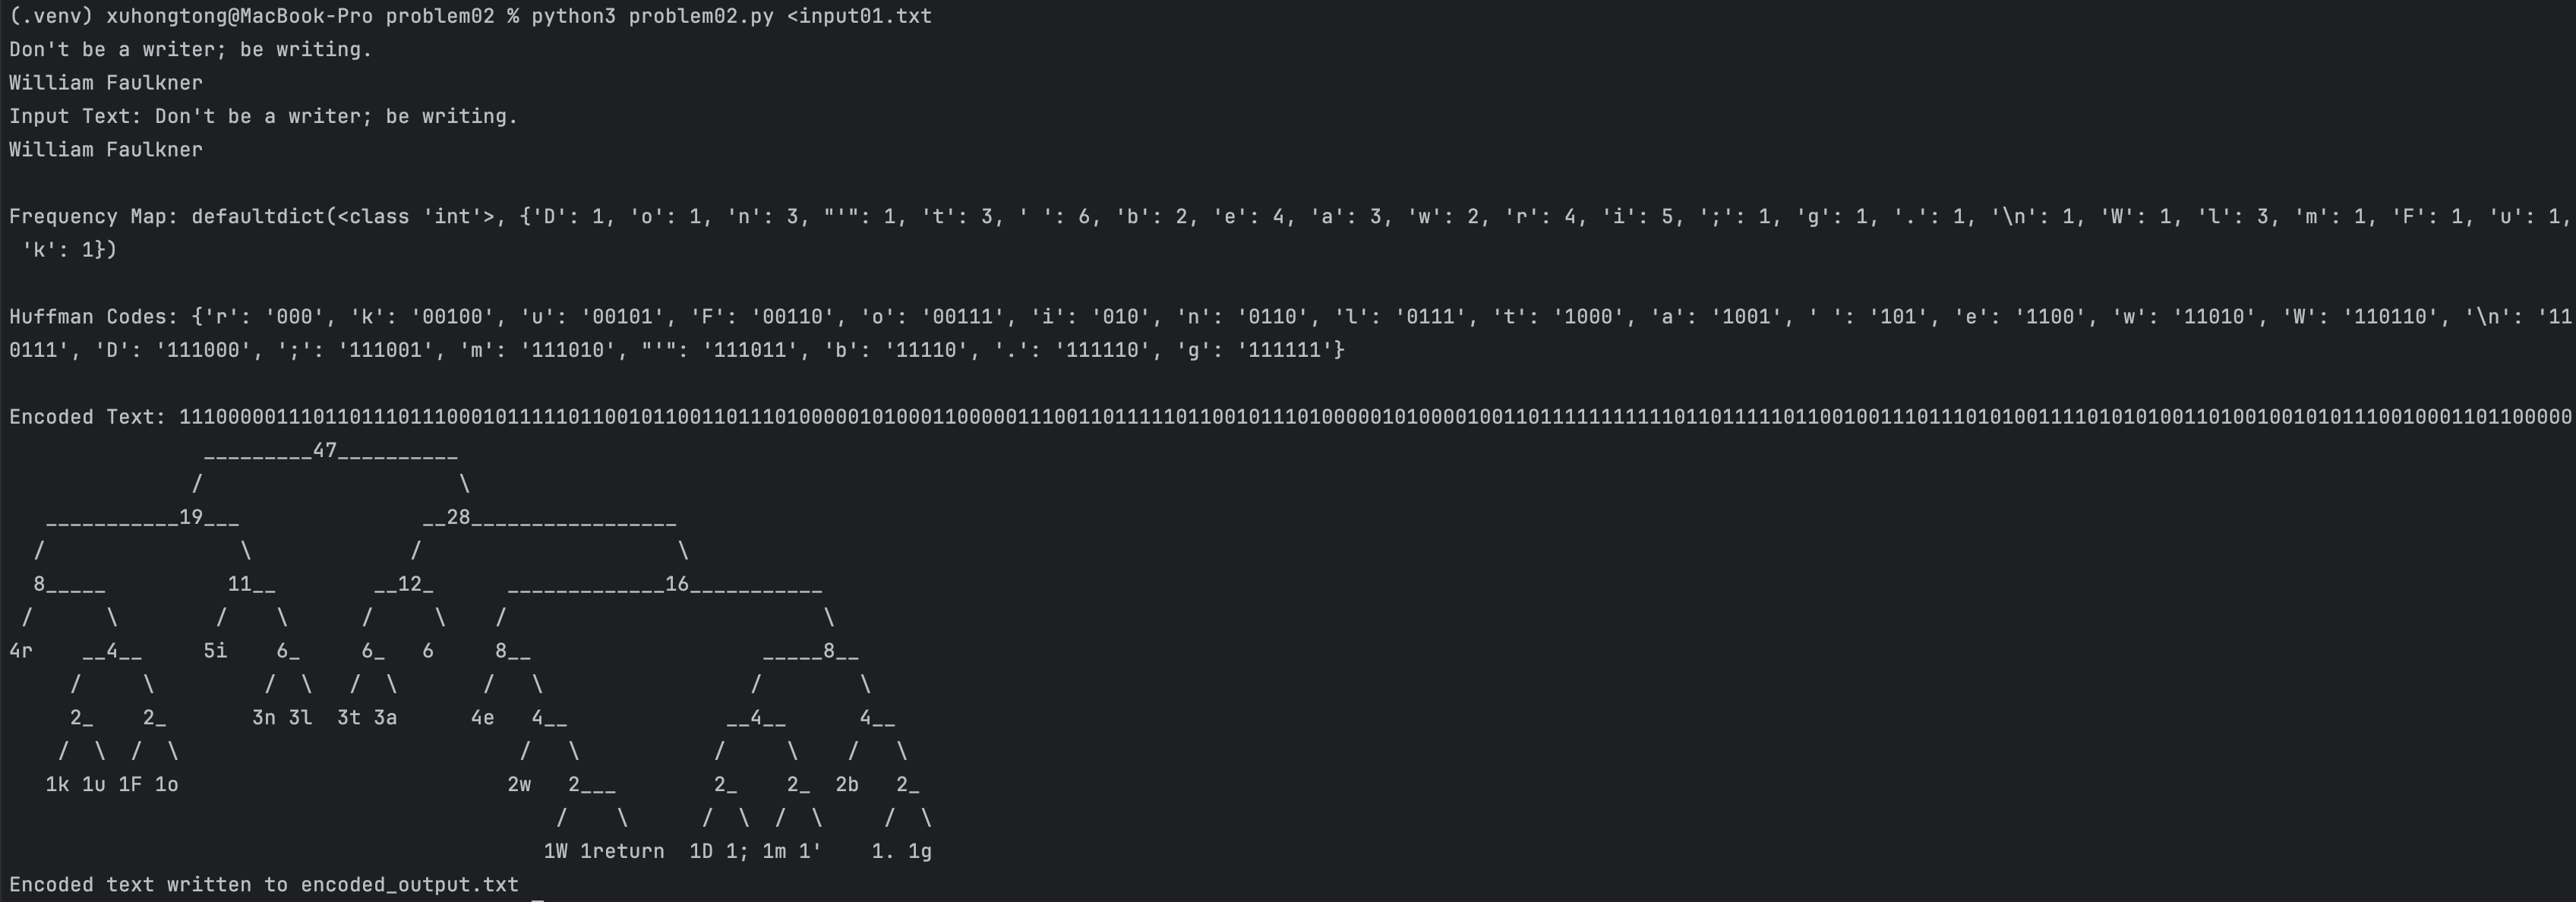 (.venv) xuhongtong@MacBook-Pro problem02 % python3 problem02.py <input01.txt
Don't be a writer; be writing.
William Faulkner
Input Text: Don't be a writer; be writing.
William Faulkner
Frequency Map: defaultdict(<class 'int'>, {'D': 1, 'o': 1, 'n': 3, "'": 1, 't': 3, ' ': 6, 'b': 2, 'e': 4, 'a': 3, 'w': 2, 'r': 4, 'i': 5, ';': 1, 'g': 1, '.': 1, '\n': 1, 'W': 1, 'l': 3, 'm': 1, 'F': 1, 'u': 1,
 'k': 1})
Huffman Codes: {'r': '000', 'k': '00100', 'u': '00101', 'F': '00110', 'o': '00111', 'i': '010', 'n': '0110', 'l': '0111', 't': '1000', 'a': '1001', ' ': '101', 'e': '1100', 'w': '11010', 'W': '110110', '\n': '11
0111', 'D': '111000', ';': '111001', 'm': '111010', "'": '111011', 'b': '11110', '.': '111110', 'g': '111111'}
Encoded Text: 11100000111011011101110001011111011001011001101110100000101000110000011100110111110110010111010000010100001001101111111111101101111101100100111011101010011110101010011010010010101110010001101100000
_________47__________
/ \
___________19___ __28_________________
/ \ / \
8_____ 11__ __12_ _____________16___________
/ \ / \ / \ / \
4r __4__ 5i 6_ 6_ 6 8__ _____8__
/ \ / \ / \ / \ / \
2_ 2_ 3n 3l 3t 3a 4e 4__ __4__ 4__
/ \ / \ / \ / \ / \
1k 1u 1F 1o 2w 2___ 2_ 2_ 2b 2_
/ \ / \ / \ / \
1W 1return 1D 1; 1m 1' 1. 1g
Encoded text written to encoded_output.txt